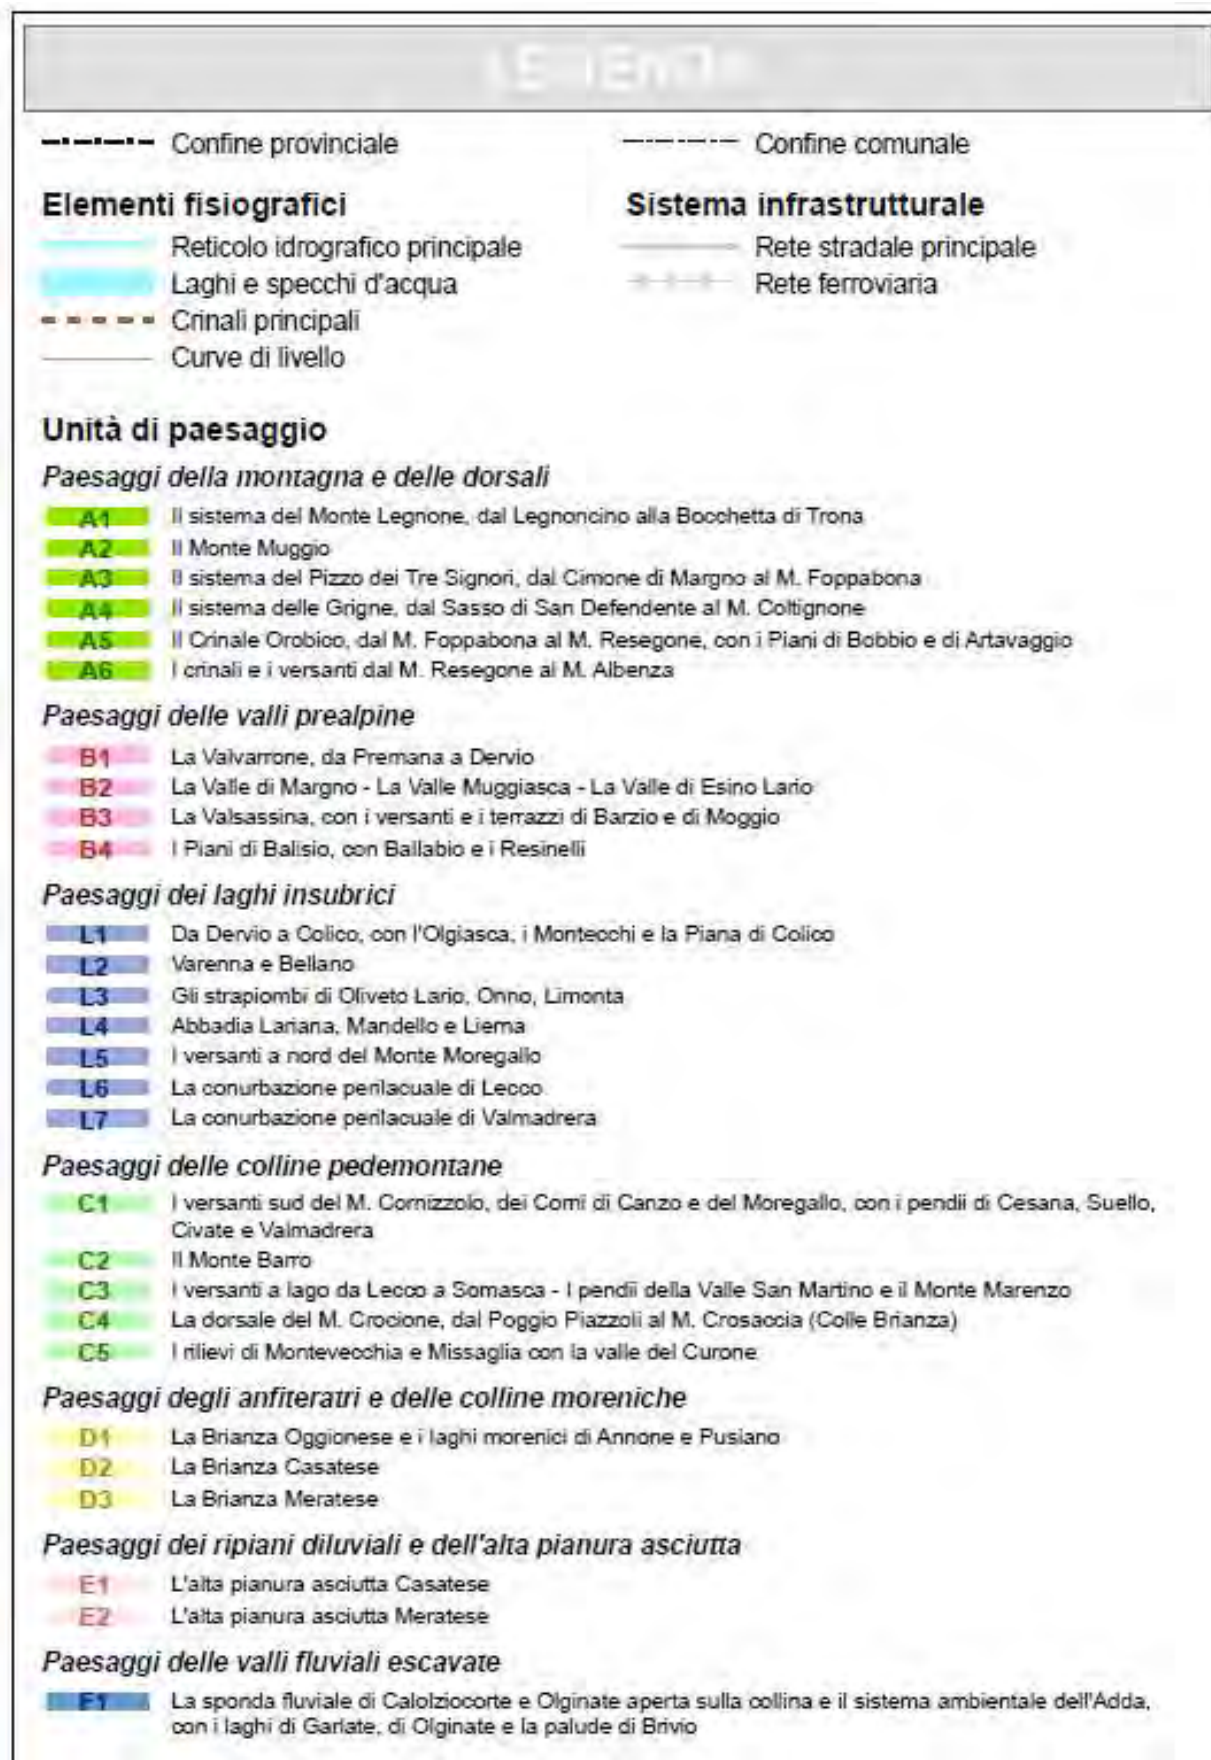 LEGENDA
Confine provinciale
Confine comunale
Elementi fisiografici
Sistema infrastrutturale
Reticolo idrografico principale
Rete stradale principale
Laghi e specchi d'acqua
Rete ferroviaria
Crinali principali
Curve di livello
Unità di paesaggio
Paesaggi della montagna e delle dorsali
A1 Il sistema del Monte Legnone, dal Legnoncino alla Bocchetta di Trona
A2 Il Monte Muggio
A3 Il sistema del Pizzo dei Tre Signori, dal Cimone di Margno al M. Foppabona
A4 Il sistema delle Grigne, dal Sasso di San Defendente al M. Coltignone
A5 Il Crinale Orobico, dal M. Foppabona al M. Resegone, con i Piani di Bobbio e di Artavaggio
A6 I crinali e i versanti dal M. Resegone al M. Albenza
Paesaggi delle valli prealpine
B1 La Valvarrone, da Premana a Dervio
B2 La Valle di Margno - La Valle Muggiasca - La Valle di Esino Lario
B3 La Valsassina, con i versanti e i terrazzi di Barzio e di Moggio
B4 I Piani di Balisio, con Ballabio e i Resinelli
Paesaggi dei laghi insubrici
L1 Da Dervio a Colico, con l'Olgiasca, i Montecchi e la Piana di Colico
L2 Varenna e Bellano
L3 Gli strapiombi di Oliveto Lario, Onno, Limonta
L4 Abbadia Lariana, Mandello e Lierna
L5 I versanti a nord del Monte Moregallo
L6 La conurbazione perilacuale di Lecco
L7 La conurbazione perilacuale di Valmadrera
Paesaggi delle colline pedemontane
C1 I versanti sud del M. Cornizzolo, dei Corni di Canzo e del Moregallo, con i pendii di Cesana, Suello,
Civate e Valmadrera
C2 Il Monte Barro
C3 I versanti a lago da Lecco a Somasca - I pendii della Valle San Martino e il Monte Marenzo
C4 La dorsale del M. Crocione, dal Poggio Piazzoli al M. Crosaccia (Colle Brianza)
C5 I rilievi di Montevecchia e Missaglia con la valle del Curone
Paesaggi degli anfiteratri e delle colline moreniche
D1 La Brianza Oggionese e i laghi morenici di Annone e Pusiano
D2 La Brianza Casatese
D3 La Brianza Meratese
Paesaggi dei ripiani diluviali e dell'alta pianura asciutta
E1 L'alta pianura asciutta Casatese
E2 L'alta pianura asciutta Meratese
Paesaggi delle valli fluviali escavate
F1 La sponda fluviale di Calolziocorte e Olginate aperta sulla collina e il sistema ambientale dell'Adda,
con i laghi di Garlate, di Olginate e la palude di Brivio